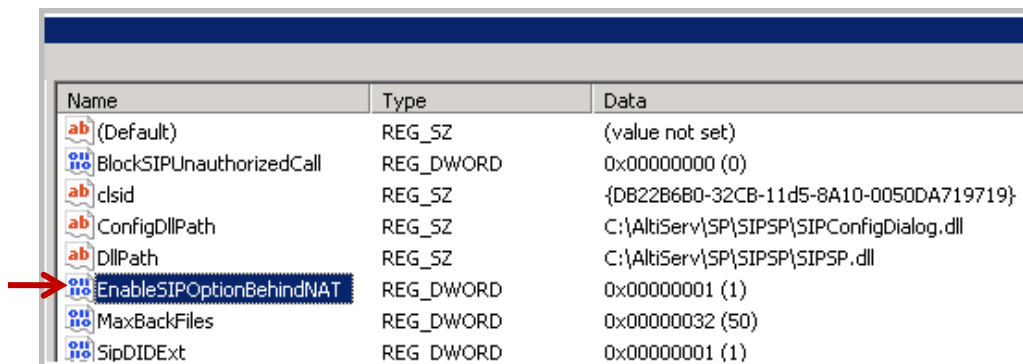 Name Type Data
(Default) REG_SZ (value not set)
BlockSIPUnauthorizedCall REG_DWORD 0x00000000 (0)
clsid REG_SZ {DB22B6B0-32CB-11d5-8A10-0050DA719719}
ConfigDllPath REG_SZ C:\AltiServ\SP\SIPSP\SIPConfigDialog.dll
DllPath REG_SZ C:\AltiServ\SP\SIPSP\SIPSP.dll
EnableSIPOptionBehindNAT REG_DWORD 0x00000001 (1)
MaxBackFiles REG_DWORD 0x00000032 (50)
SipDIDExt REG_DWORD 0x00000001 (1)